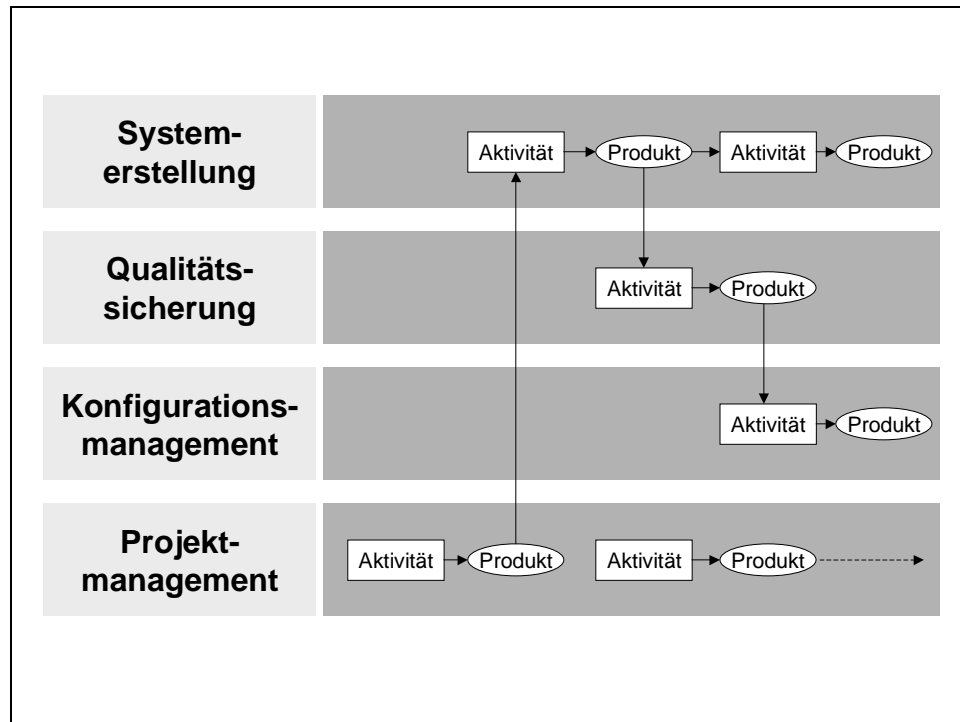 System-
erstellung
Aktivität Produkt Aktivität Produkt
Qualitäts-
sicherung
Aktivität Produkt
Konfigurations-
management
Aktivität Produkt
Projekt-
management
Aktivität Produkt Aktivität Produkt